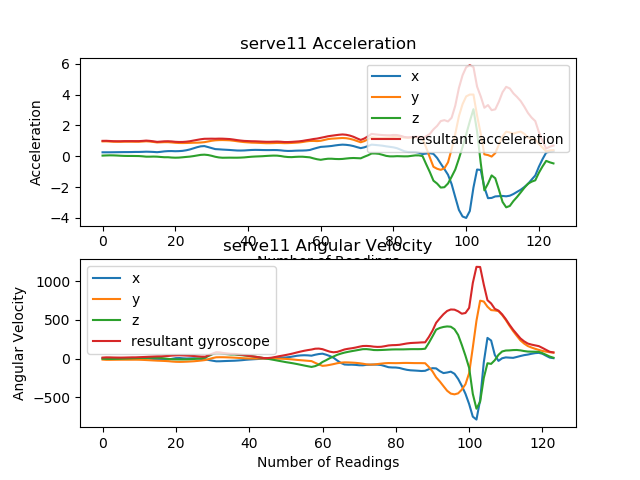 serve11 Acceleration
Acceleration
6
4
2
0
−2
−4
x
y
z
resultant acceleration
0 20 40 60 80 100 120
Number of Readings
serve11 Angular Velocity
Angular Velocity
1000
500
0
−500
x
y
z
resultant gyroscope
0 20 40 60 80 100 120
Number of Readings